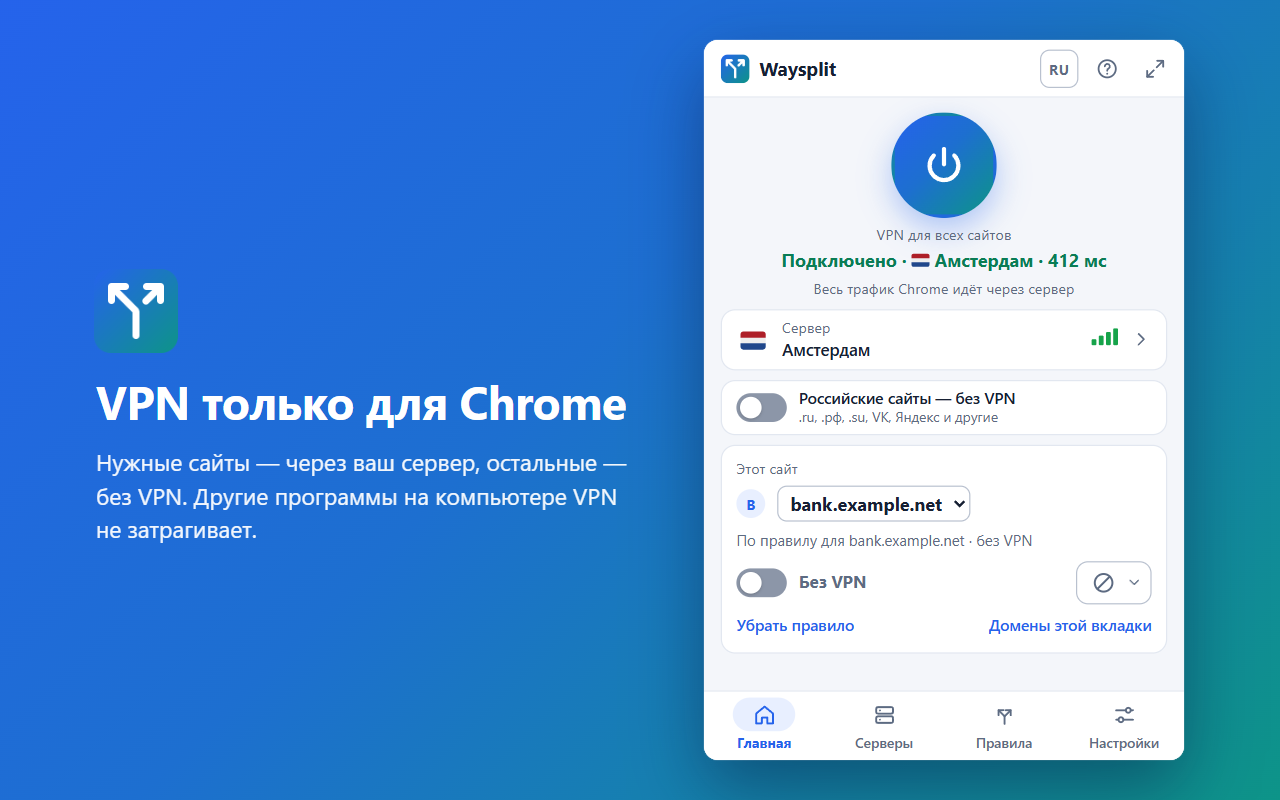 VPN только для Chrome
Нужные сайты — через ваш сервер, остальные —
без VPN. Другие программы на компьютере VPN
не затрагивает.
Waysplit
RU
VPN для всех сайтов
Подключено · Амстердам · 412 мс
Весь трафик Chrome идёт через сервер
Сервер
Амстердам
Российские сайты — без VPN
.ru, .рф, .su, VK, Яндекс и другие
Этот сайт
B
bank.example.net
По правилу для bank.example.net · без VPN
Без VPN
Убрать правило
Домены этой вкладки
Главная
Серверы
Правила
Настройки